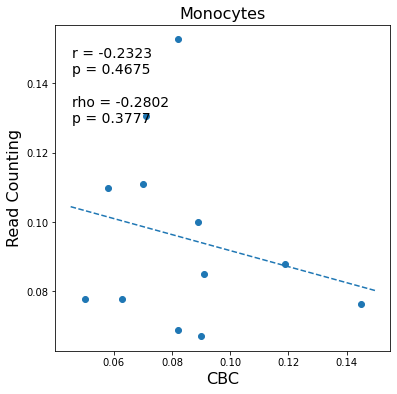 Monocytes
r = -0.2323
p = 0.4675
rho = -0.2802
p = 0.3777
0.14
0.12
0.10
0.08
Read Counting
0.06
0.08
0.10
0.12
0.14
CBC